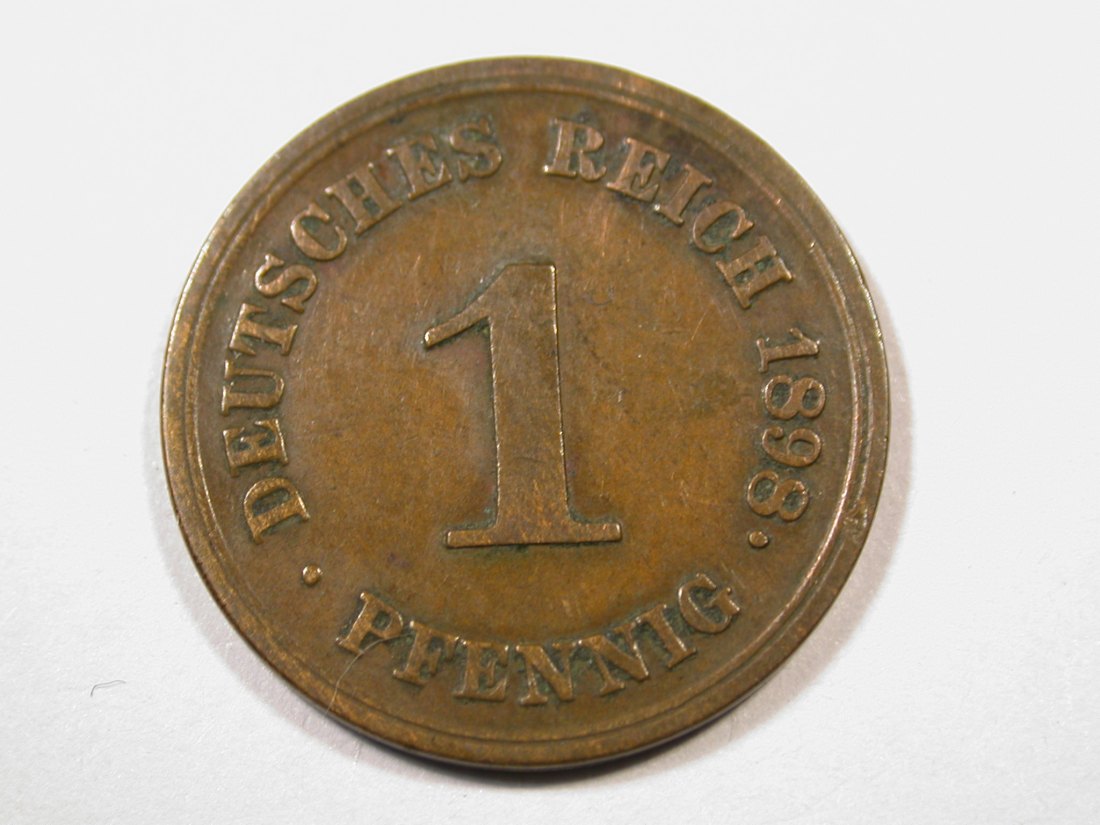 DEUTSCHES REICH 1898
1
PFENNIG